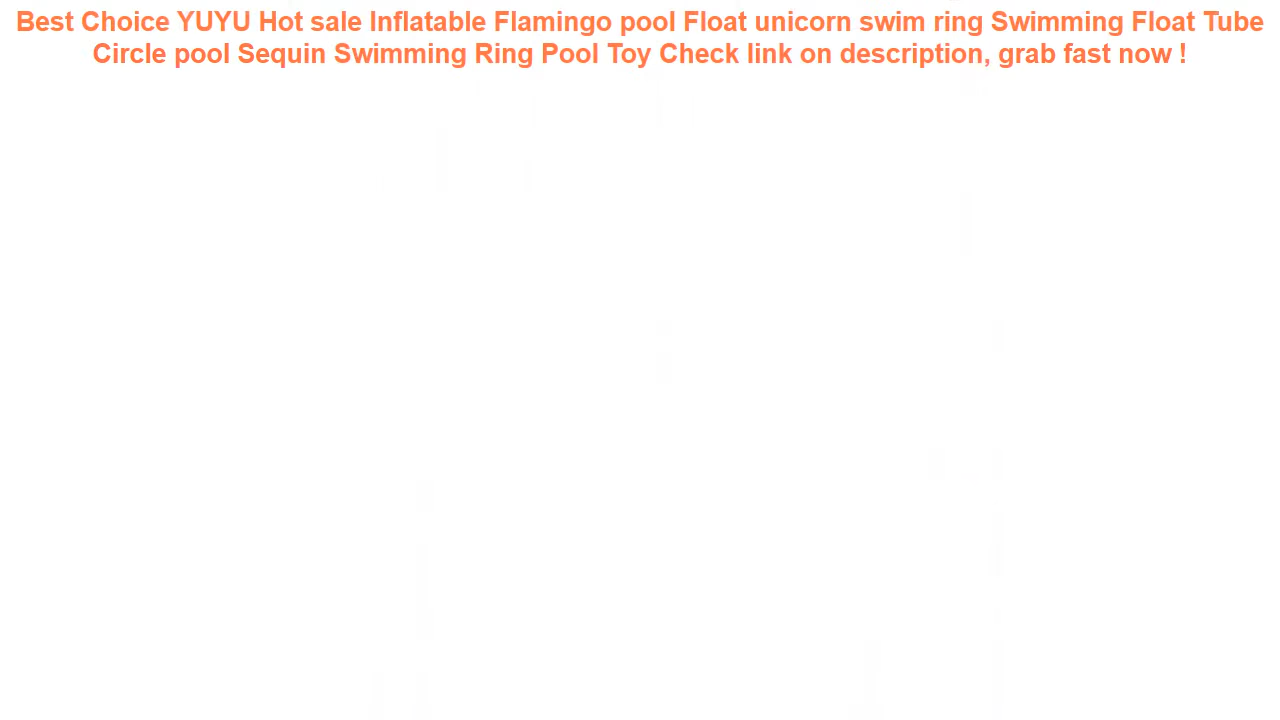 Best Choice YUYU Hot sale Inflatable Flamingo pool Float unicorn swim ring Swimming Float Tube
Circle pool Sequin Swimming Ring Pool Toy Check link on description, grab fast now !